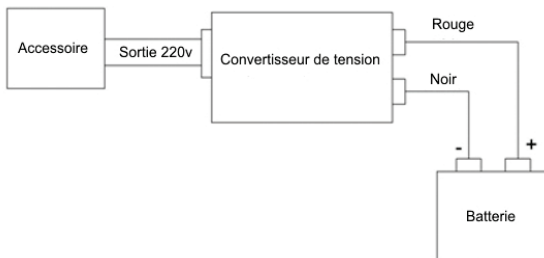 Accessoire
Sortie 220v
Convertisseur de tension
Rouge
Noir
-
+
Batterie